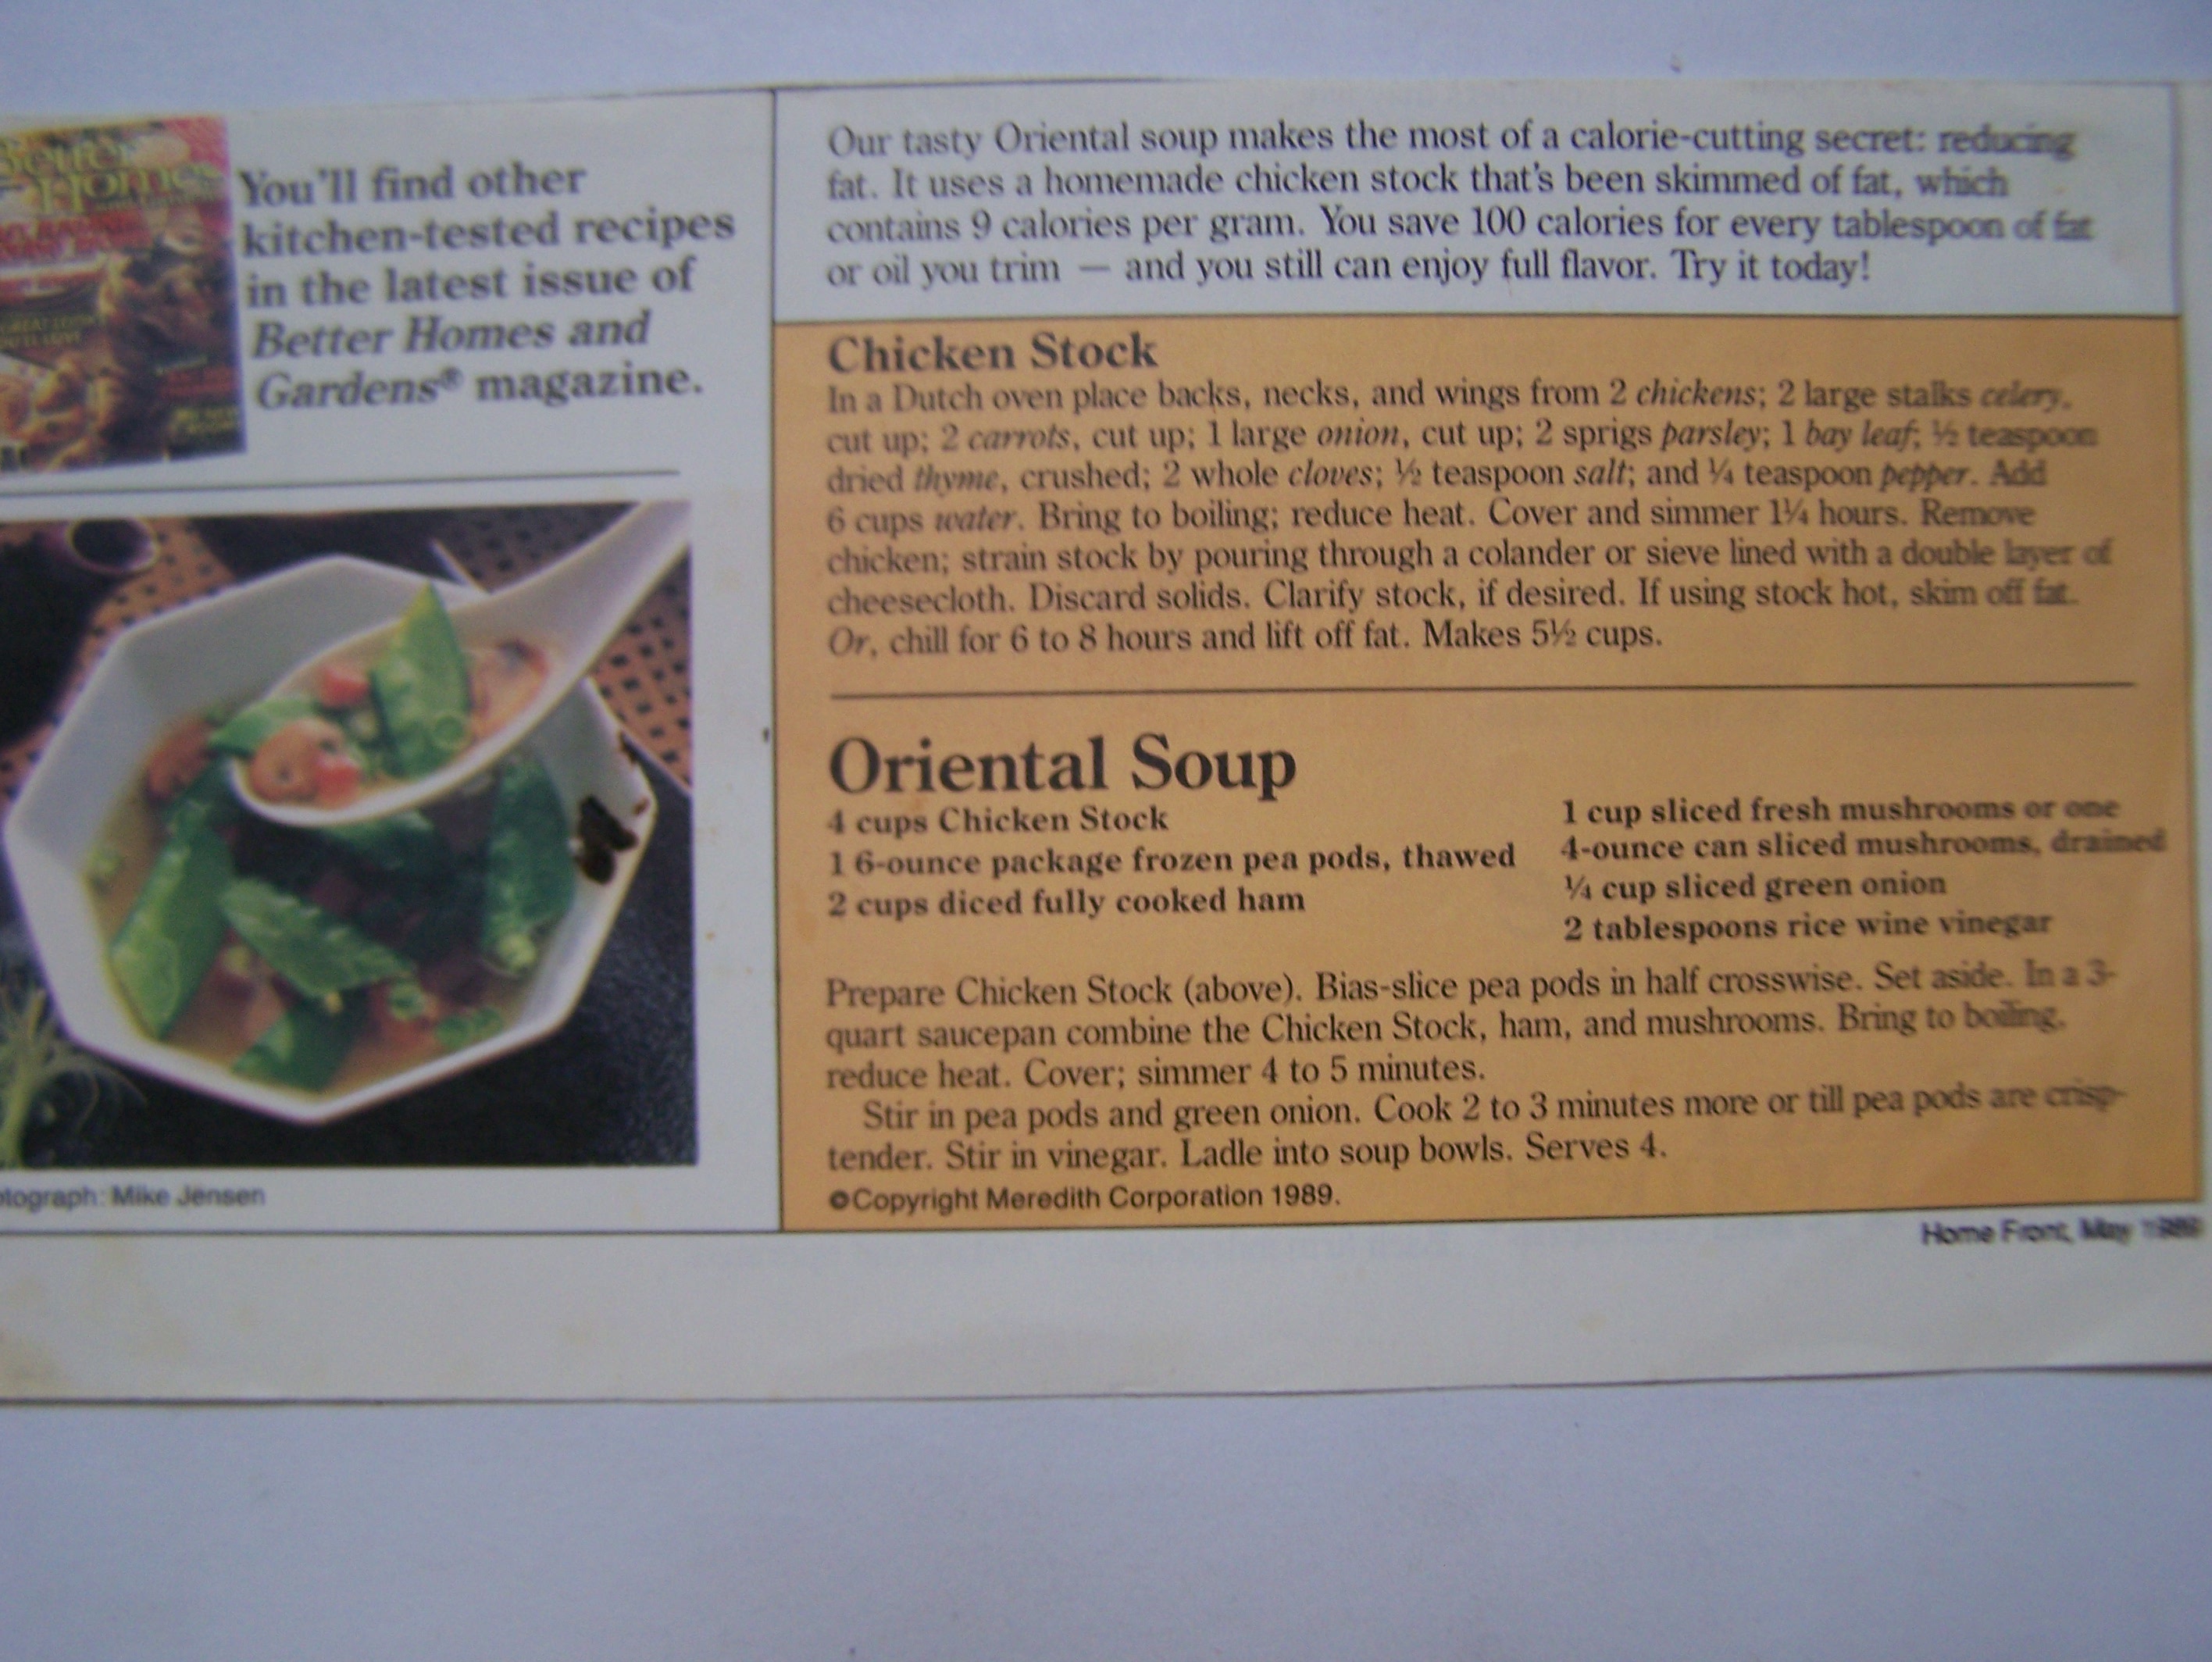 Better
Homes
You'll find other
kitchen-tested recipes
in the latest issue of
Better Homes and
Gardens® magazine.
tograph: Mike Jensen
Our tasty Oriental soup makes the most of a calorie-cutting secret: reducing
fat. It uses a homemade chicken stock that's been skimmed of fat, which
contains 9 calories per gram. You save 100 calories for every tablespoon of fat
or oil you trim — and you still can enjoy full flavor. Try it today!
Chicken Stock
In a Dutch oven place backs, necks, and wings from 2 chickens; 2 large stalks celery,
cut up; 2 carrots, cut up; 1 large onion, cut up; 2 sprigs parsley; 1 bay leaf; ½ teaspoon
dried thyme, crushed; 2 whole cloves; ½ teaspoon salt; and ¼ teaspoon pepper. Add
6 cups water. Bring to boiling; reduce heat. Cover and simmer 1¼ hours. Remove
chicken; strain stock by pouring through a colander or sieve lined with a double layer of
cheesecloth. Discard solids. Clarify stock, if desired. If using stock hot, skim off fat.
Or, chill for 6 to 8 hours and lift off fat. Makes 5½ cups.
Oriental Soup
4 cups Chicken Stock
1 6-ounce package frozen pea pods, thawed
2 cups diced fully cooked ham
1 cup sliced fresh mushrooms or one
4-ounce can sliced mushrooms, drained
¼ cup sliced green onion
2 tablespoons rice wine vinegar
Prepare Chicken Stock (above). Bias-slice pea pods in half crosswise. Set aside. In a 3-
quart saucepan combine the Chicken Stock, ham, and mushrooms. Bring to boiling,
reduce heat. Cover; simmer 4 to 5 minutes.
Stir in pea pods and green onion. Cook 2 to 3 minutes more or till pea pods are crisp-
tender. Stir in vinegar. Ladle into soup bowls. Serves 4.
©Copyright Meredith Corporation 1989.
Home Front, May 1989